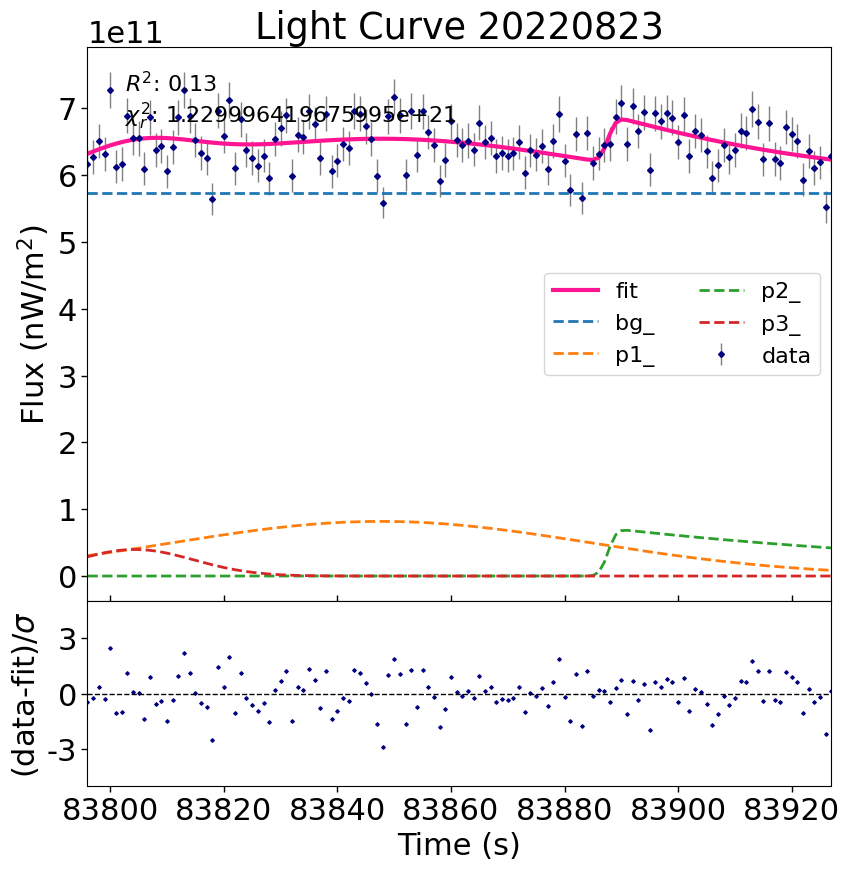 Light Curve 20220823
1e11
R²: 0.13
χ²ᵣ: 1.2299964196759​95e+21
7
6
5
4
3
2
1
0
Flux (nW/m²)
fit
bg_
p1_
p2_
p3_
data
3
0
-3
(data-fit)/σ
83800 83820 83840 83860 83880 83900 83920
Time (s)